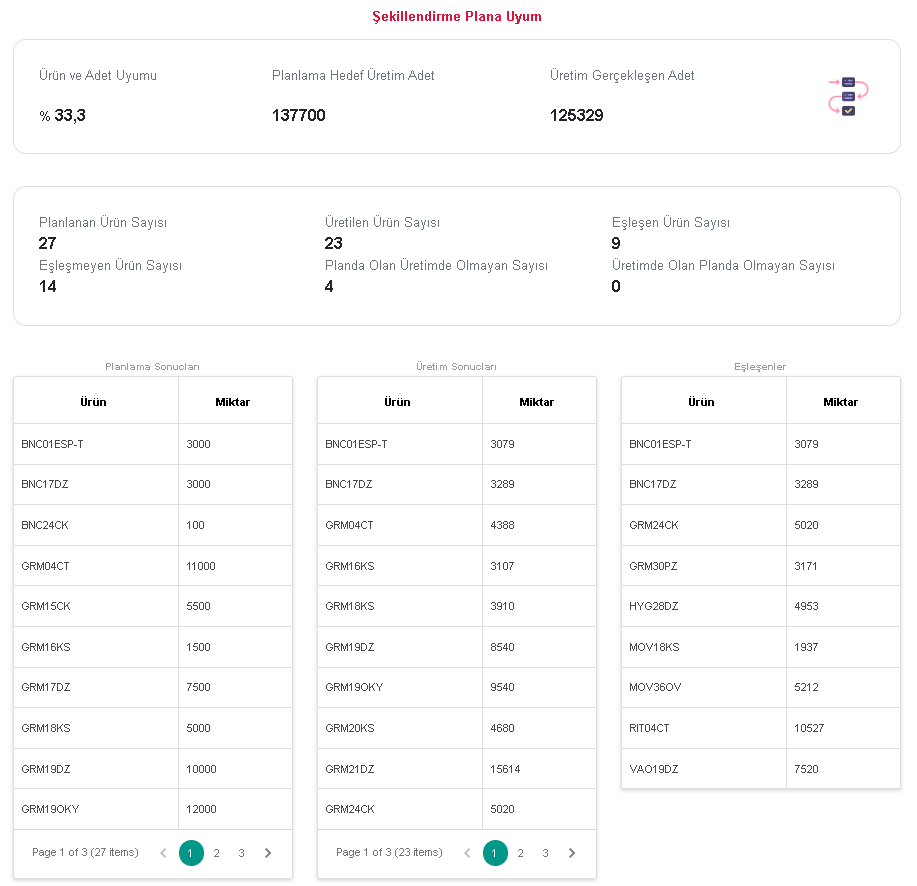 Şekillendirme Plana Uyum
Ürün ve Adet Uyumu Planlama Hedef Üretim Adet Üretim Gerçekleşen Adet
% 33,3 137700 125329
Planlanan Ürün Sayısı Üretilen Ürün Sayısı Eşleşen Ürün Sayısı
27 23 9
Eşleşmeyen Ürün Sayısı Planda Olan Üretimde Olmayan Sayısı Üretimde Olan Planda Olmayan Sayısı
14 4 0
Planlama Sonucları
Ürün Miktar
BNC01ESP-T 3000
BNC17DZ 3000
BNC24CK 100
GRM04CT 11000
GRM15CK 5500
GRM16KS 1500
GRM17DZ 7500
GRM18KS 5000
GRM19DZ 10000
GRM19OKY 12000
Page 1 of 3 (27 items) 1 2 3
Üretim Sonucları
Ürün Miktar
BNC01ESP-T 3079
BNC17DZ 3289
GRM04CT 4388
GRM16KS 3107
GRM18KS 3910
GRM19DZ 8540
GRM19OKY 9540
GRM20KS 4680
GRM21DZ 15614
GRM24CK 5020
Page 1 of 3 (23 items) 1 2 3
Eşleşenler
Ürün Miktar
BNC01ESP-T 3079
BNC17DZ 3289
GRM24CK 5020
GRM30PZ 3171
HYG28DZ 4953
MOV18KS 1937
MOV36OV 5212
RIT04CT 10527
VAO19DZ 7520